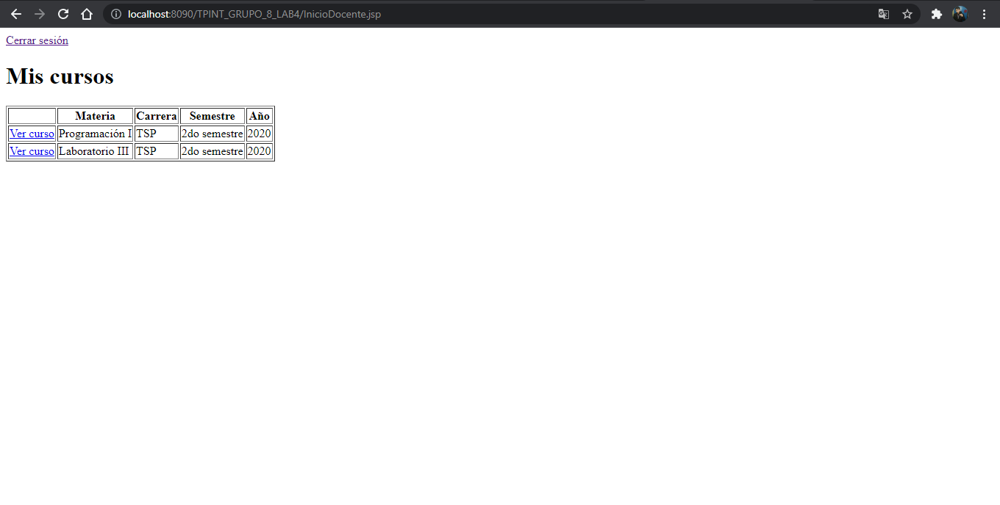 localhost:8090/TPINT_GRUPO_8_LAB4/InicioDocente.jsp
Cerrar sesión
Mis cursos
Materia Carrera Semestre Año
Ver curso Programación I TSP 2do semestre 2020
Ver curso Laboratorio III TSP 2do semestre 2020